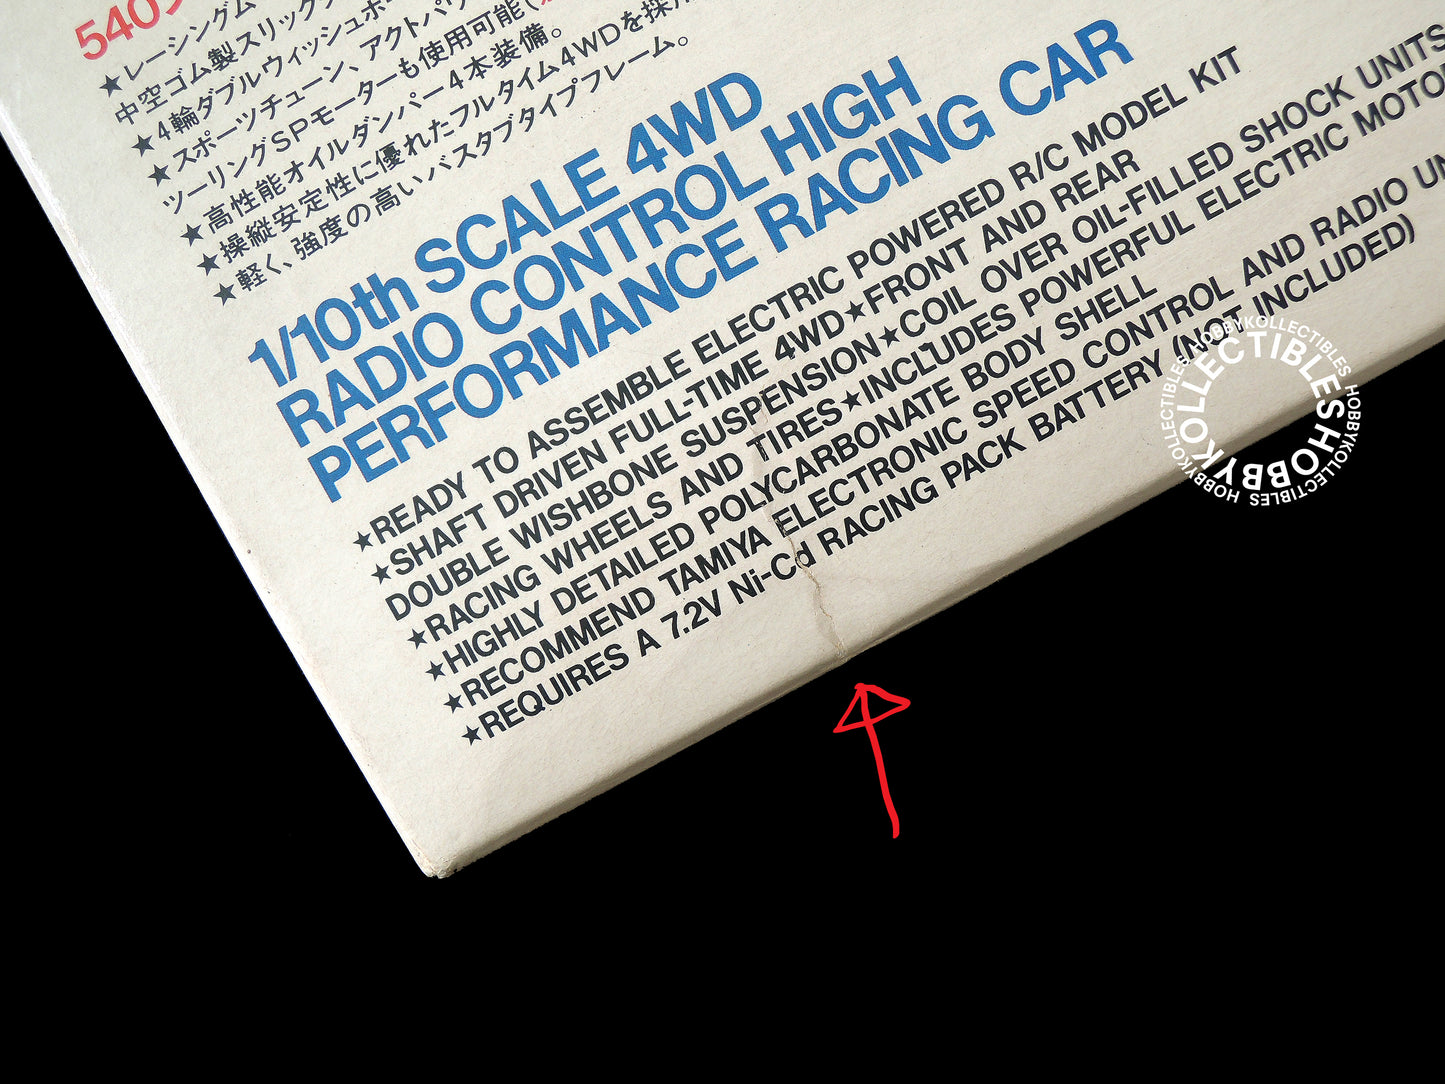 540
★レーシングム
中空ゴム製スリック
★4輪ダブルウィッシュボー
★スポーツチューン、アクトパワ
ツーリングSPモーターも使用可能(
★高性能オイルダンパー4本装備。
★操縦安定性に優れたフルタイム4WDを採用
★軽く、強度の高いバスタブタイプフレーム。
1/10th SCALE 4WD
RADIO CONTROL HIGH
PERFORMANCE RACING CAR
★READY TO ASSEMBLE ELECTRIC POWERED R/C MODEL KIT
★SHAFT DRIVEN FULL-TIME 4WD★FRONT AND REAR
DOUBLE WISHBONE SUSPENSION★COIL OVER OIL-FILLED SHOCK UNITS
★RACING WHEELS AND TIRES★INCLUDES POWERFUL ELECTRIC MOTO
★HIGHLY DETAILED POLYCARBONATE BODY SHELL
★RECOMMEND TAMIYA ELECTRONIC SPEED CONTROL AND RADIO UN
★REQUIRES A 7.2V Ni-Cd RACING PACK BATTERY (NOT INCLUDED)
HOBBYKOLLECTIBLES HOBBYKOLLECTIBLES HOBBYKOLLECTIBLES
HOBBYKOLLECTIBLES